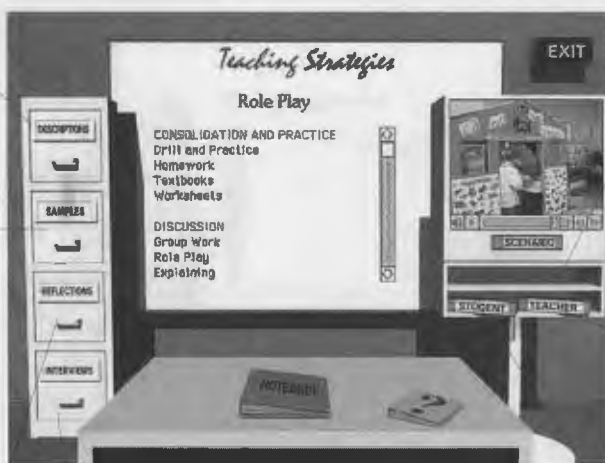 Teaching Strategies
EXIT
Role Play
DESCRIPTIONS
SAMPLES
REFLECTIONS
INTERVIEWS
CONSOLIDATION AND PRACTICE
Drill and Practice
Homework
Textbooks
Worksheets
DISCUSSION
Group Work
Role Play
Explaining
SCENARIO
STUDENT
TEACHER
NOTEBOOK
?